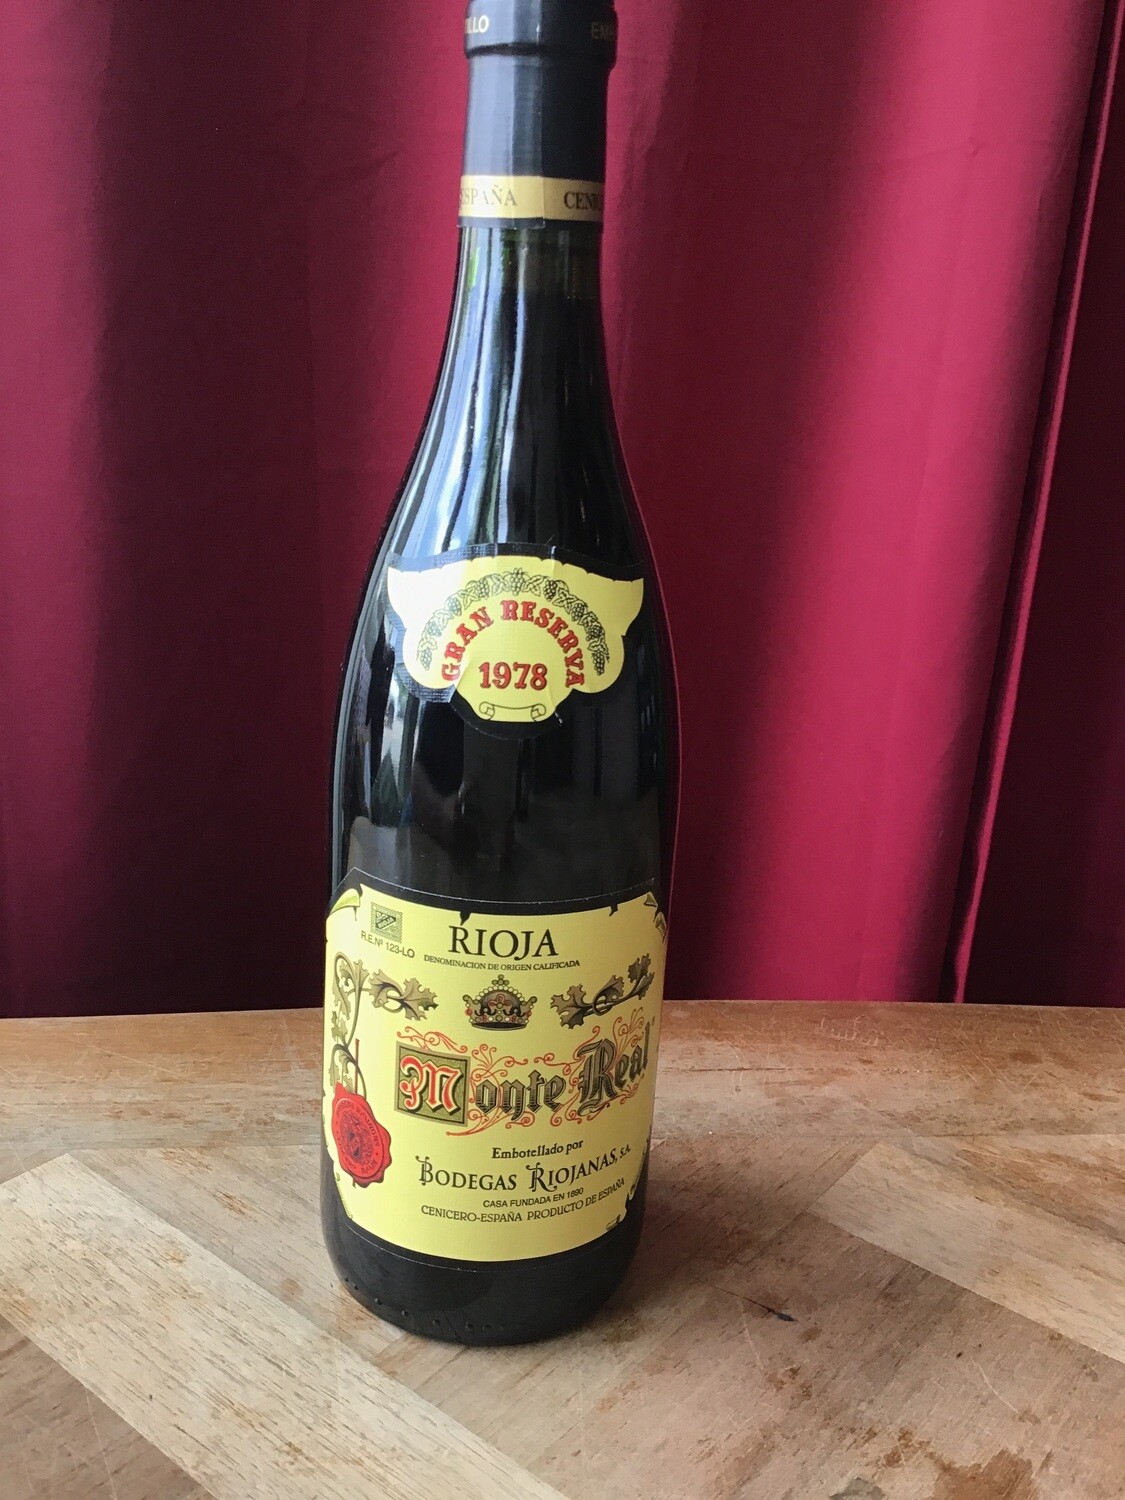 ESPAÑA
GRAN RESERVA
1978
R.E.Nº 123-LO
RIOJA
DENOMINACION DE ORIGEN CALIFICADA
Monte Real
Embotellado por
BODEGAS RIOJANAS, S.A.
CASA FUNDADA EN 1890
CENICERO-ESPAÑA PRODUCTO DE ESPAÑA